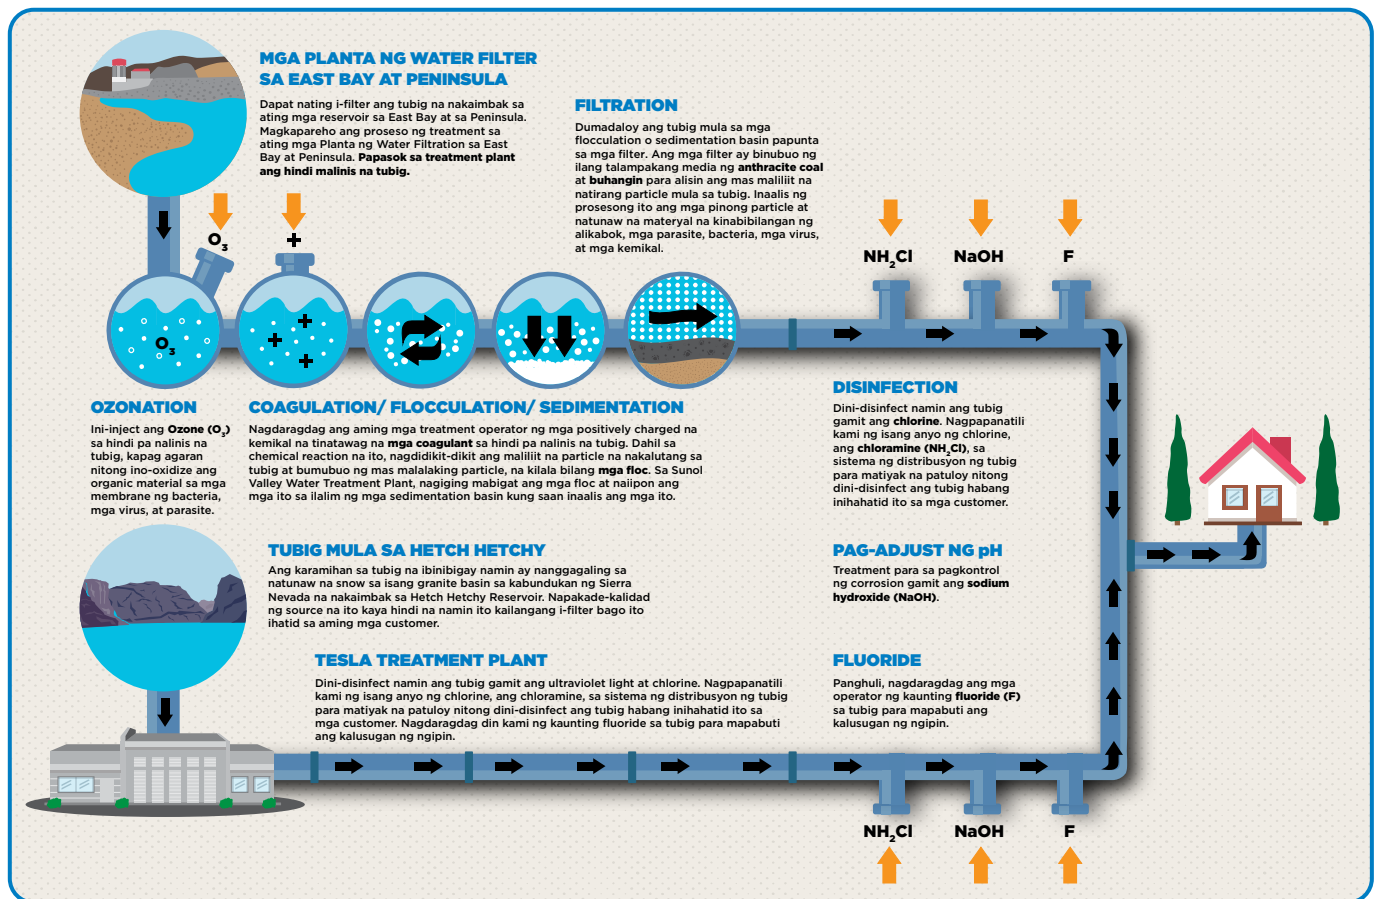 MGA PLANTA NG WATER FILTER
SA EAST BAY AT PENINSULA
Dapat nating i-filter ang tubig na nakaimbak sa
ating mga reservoir sa East Bay at sa Peninsula.
Magkapareho ang proseso ng treatment sa
ating mga Planta ng Water Filtration sa East
Bay at Peninsula. Papasok sa treatment plant
ang hindi malinis na tubig.
FILTRATION
Dumadaloy ang tubig mula sa mga
flocculation o sedimentation basin papunta
sa mga filter. Ang mga filter ay binubuo ng
ilang talampakang media ng anthracite coal
at buhangin para alisin ang mas maliliit na
natirang particle mula sa tubig. Inaalis ng
prosesong ito ang mga pinong particle at
natunaw na materyal na kinabibilangan ng
alikabok, mga parasite, bacteria, mga virus,
at mga kemikal.
O3
+
NH2Cl
NaOH
F
O3
+
+
+
OZONATION
Ini-inject ang Ozone (O3)
sa hindi pa nalinis na
tubig, kapag agaran
nitong ino-oxidize ang
organic material sa mga
membrane ng bacteria,
mga virus, at parasite.
COAGULATION/ FLOCCULATION/ SEDIMENTATION
Nagdaragdag ang aming mga treatment operator ng mga positively charged na
kemikal na tinatawag na mga coagulant sa hindi pa nalinis na tubig. Dahil sa
chemical reaction na ito, nagdidikit-dikit ang maliliit na particle na nakalutang sa
tubig at bumubuo ng mas malalaking particle, na kilala bilang mga floc. Sa Sunol
Valley Water Treatment Plant, nagiging mabigat ang mga floc at naiipon ang
mga ito sa ilalim ng mga sedimentation basin kung saan inaalis ang mga ito.
DISINFECTION
Dini-disinfect namin ang tubig
gamit ang chlorine. Nagpapanatili
kami ng isang anyo ng chlorine,
ang chloramine (NH2Cl), sa
sistema ng distribusyon ng tubig
para matiyak na patuloy nitong
dini-disinfect ang tubig habang
inihahatid ito sa mga customer.
TUBIG MULA SA HETCH HETCHY
Ang karamihan sa tubig na ibinibigay namin ay nanggagaling sa
natunaw na snow sa isang granite basin sa kabundukan ng Sierra
Nevada na nakaimbak sa Hetch Hetchy Reservoir. Napakade-kalidad
ng source na ito kaya hindi na namin ito kailangang i-filter bago ito
ihatid sa aming mga customer.
PAG-ADJUST NG pH
Treatment para sa pagkontrol
ng corrosion gamit ang sodium
hydroxide (NaOH).
TESLA TREATMENT PLANT
Dini-disinfect namin ang tubig gamit ang ultraviolet light at chlorine. Nagpapanatili
kami ng isang anyo ng chlorine, ang chloramine, sa sistema ng distribusyon ng tubig
para matiyak na patuloy nitong dini-disinfect ang tubig habang inihahatid ito sa
mga customer. Nagdaragdag din kami ng kaunting fluoride sa tubig para mapabuti
ang kalusugan ng ngipin.
FLUORIDE
Panghuli, nagdaragdag ang mga
operator ng kaunting fluoride (F)
sa tubig para mapabuti ang
kalusugan ng ngipin.
NH2Cl
NaOH
F